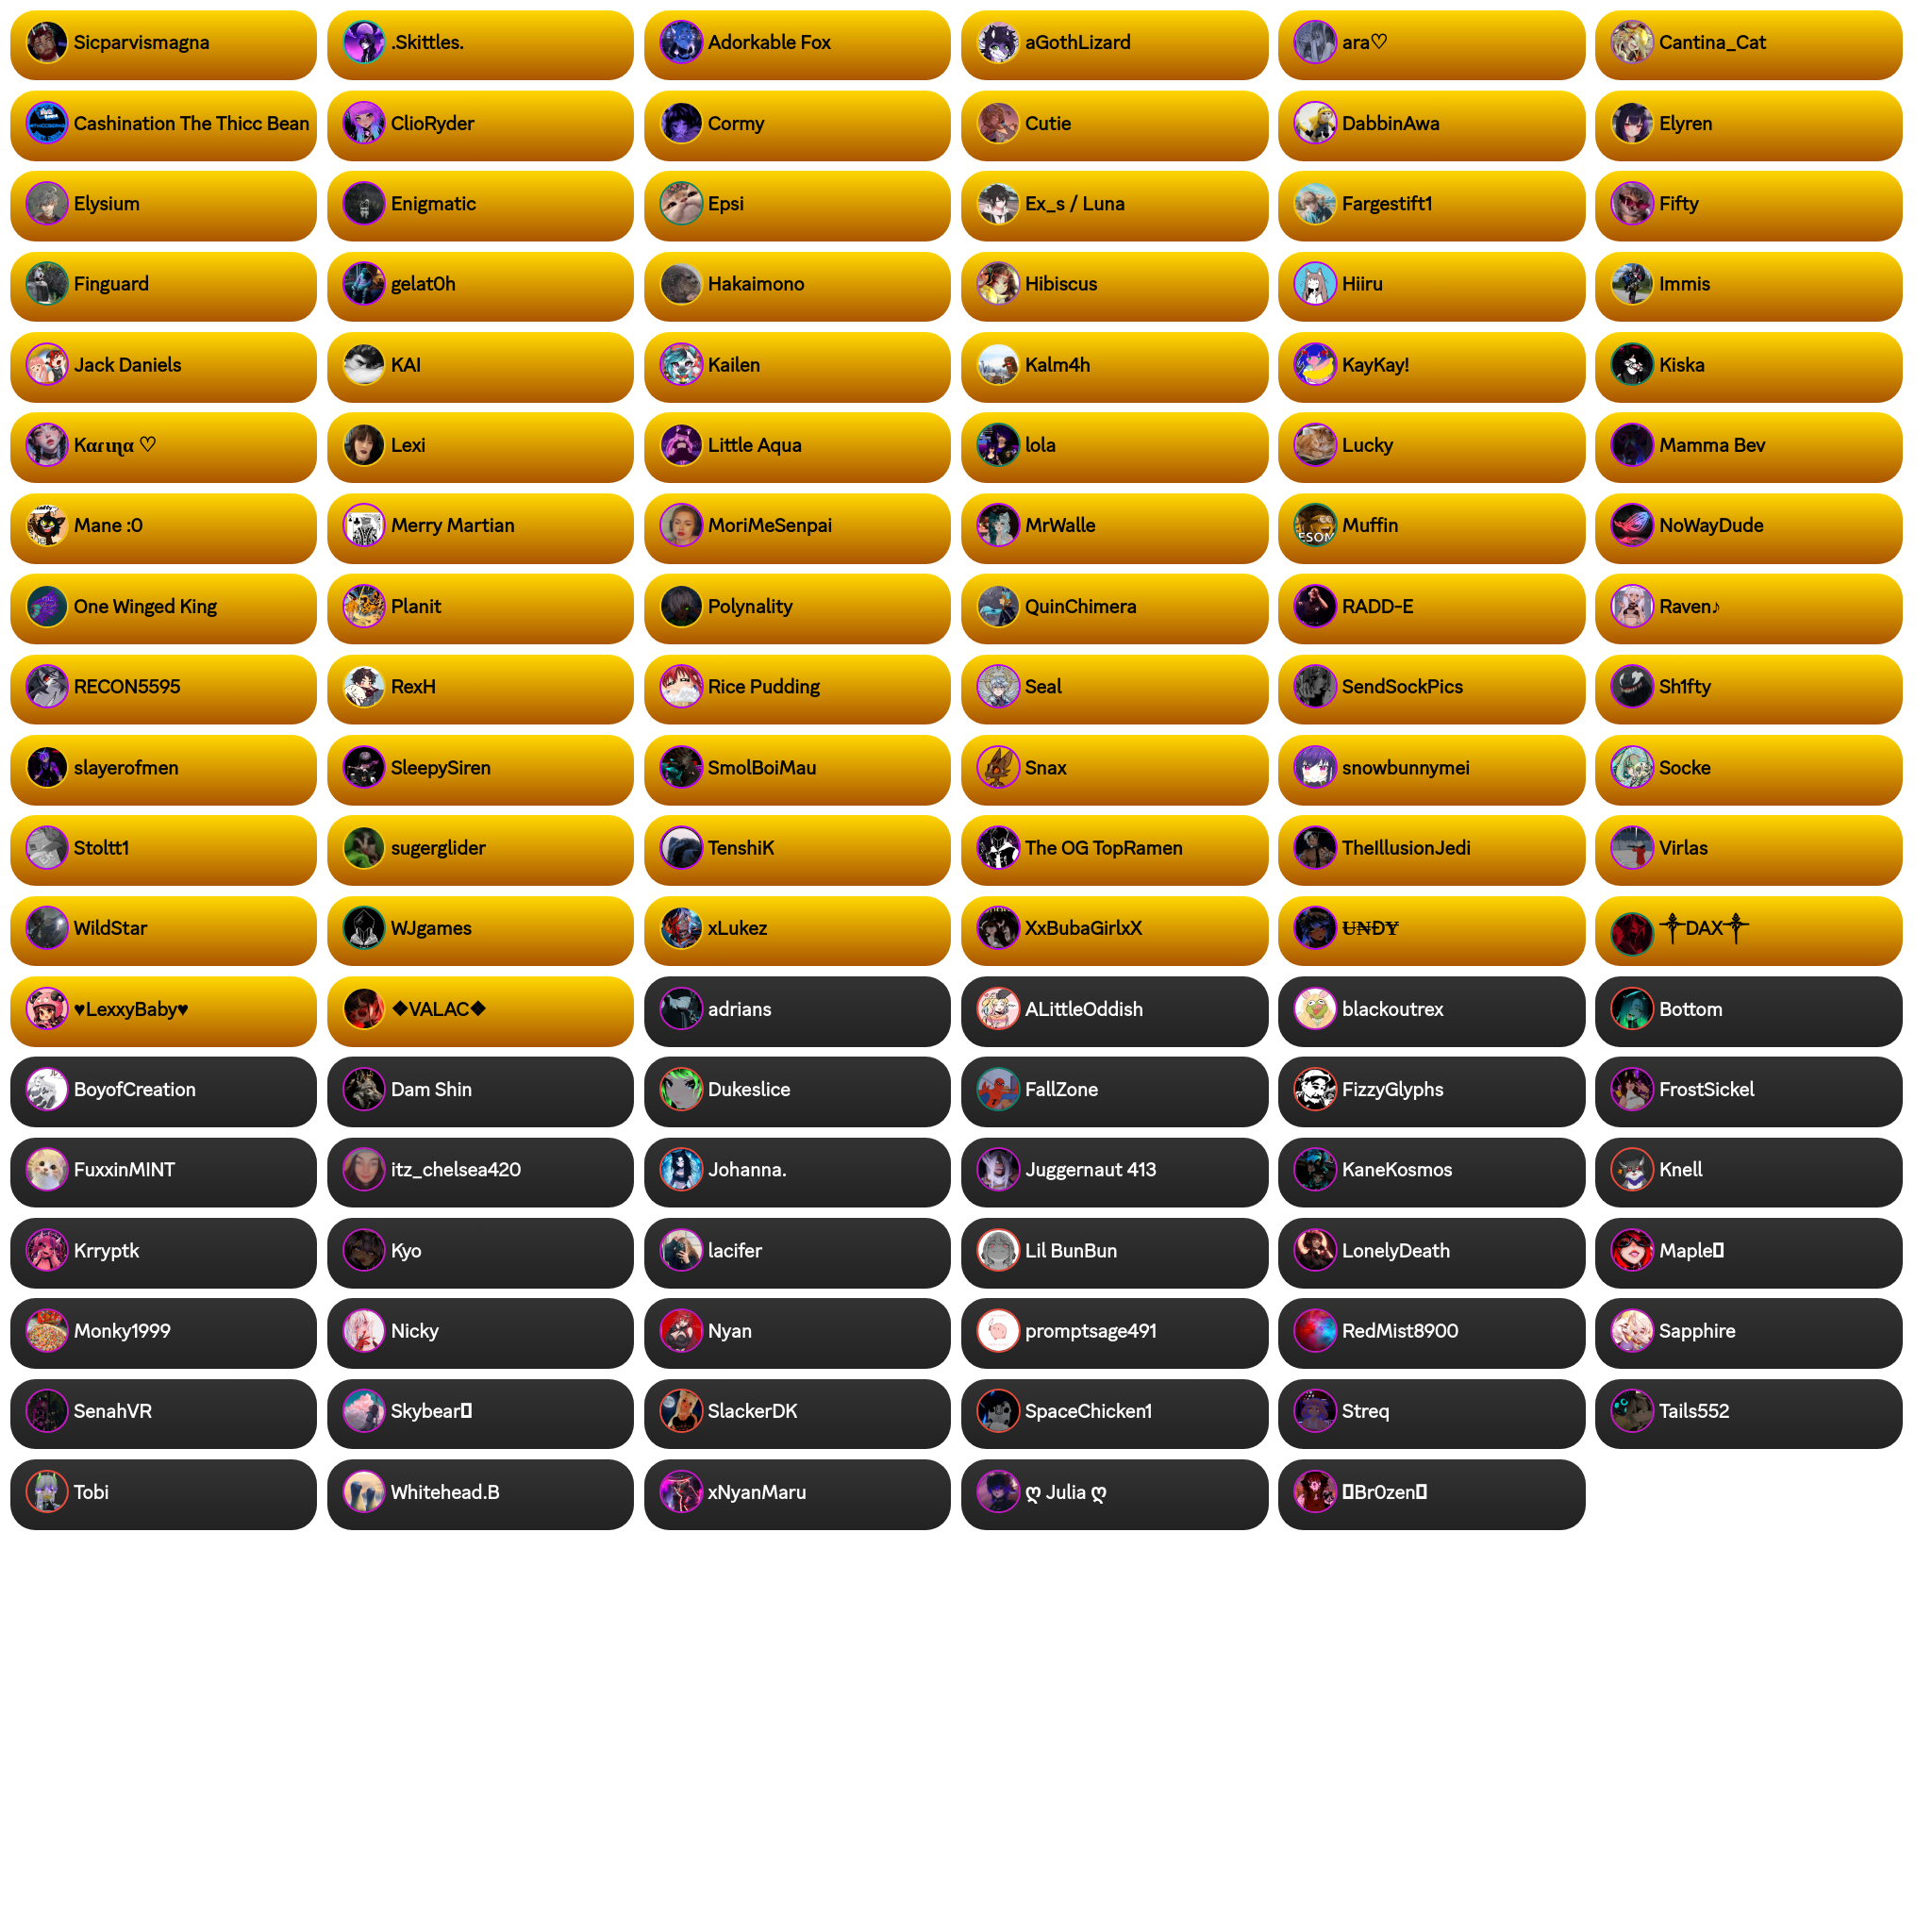 Sicparvismagna
.Skittles.
Adorkable Fox
aGothLizard
ara♡
Cantina_Cat
Cashination The Thicc Bean
ClioRyder
Cormy
Cutie
DabbinAwa
Elyren
Elysium
Enigmatic
Epsi
Ex_s / Luna
Fargestift1
Fifty
Finguard
gelat0h
Hakaimono
Hibiscus
Hiiru
Immis
Jack Daniels
KAI
Kailen
Kalm4h
KayKay!
Kiska
Kαɾιɳα ♡
Lexi
Little Aqua
lola
Lucky
Mamma Bev
Mane :0
Merry Martian
MoriMeSenpai
MrWalle
Muffin
NoWayDude
One Winged King
Planit
Polynality
QuinChimera
RADD-E
Raven♪
RECON5595
RexH
Rice Pudding
Seal
SendSockPics
Sh1fty
slayerofmen
SleepySiren
SmolBoiMau
Snax
snowbunnymei
Socke
Stoltt1
sugerglider
TenshiK
The OG TopRamen
TheIllusionJedi
Virlas
WildStar
WJgames
xLukez
XxBubaGirlxX
U̶₦ĐɎ
⸸DAX⸸
♥LexxyBaby♥
❖VALAC❖
adrians
ALittleOddish
blackoutrex
Bottom
BoyofCreation
Dam Shin
Dukeslice
FallZone
FizzyGlyphs
FrostSickel
FuxxinMINT
itz_chelsea420
Johanna.
Juggernaut 413
KaneKosmos
Knell
Krryptk
Kyo
lacifer
Lil BunBun
LonelyDeath
Maple
Monky1999
Nicky
Nyan
promptsage491
RedMist8900
Sapphire
SenahVR
Skybear
SlackerDK
SpaceChicken1
Streq
Tails552
Tobi
Whitehead.B
xNyanMaru
ღ Julia ღ
Br0zen